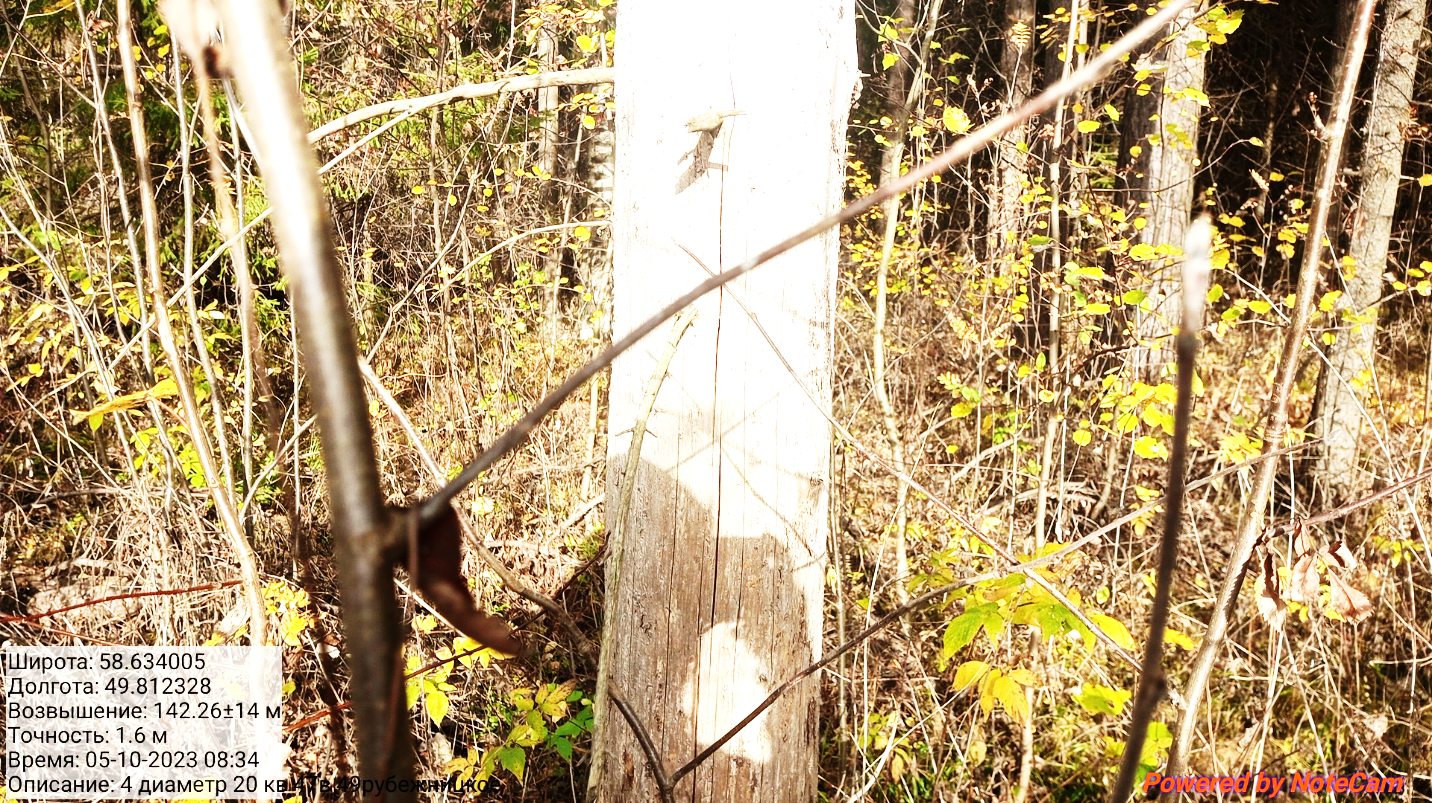 Широта: 58.634005
Долгота: 49.812328
Возвышение: 142.26±14 м
Точность: 1.6 м
Время: 05-10-2023 08:34
Описание: 4 диаметр 20 кв
Powered by NoteCam